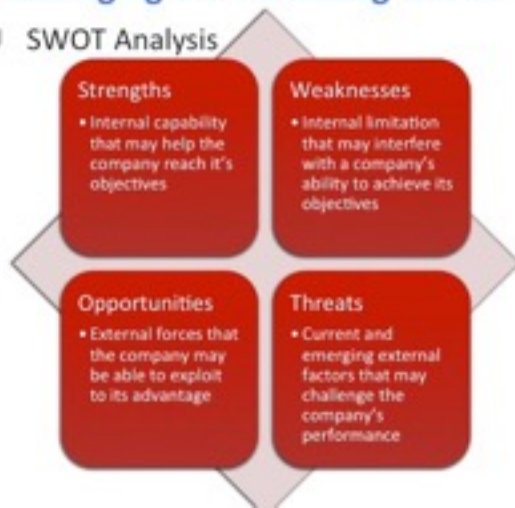 SWOT Analysis
Strengths
• Internal capability
that may help the
company reach it's
objectives
Weaknesses
• Internal limitation
that may interfere
with a company's
ability to achieve its
objectives
Opportunities
• External forces that
the company may
be able to exploit
to its advantage
Threats
• Current and
emerging external
factors that may
challenge the
company's
performance